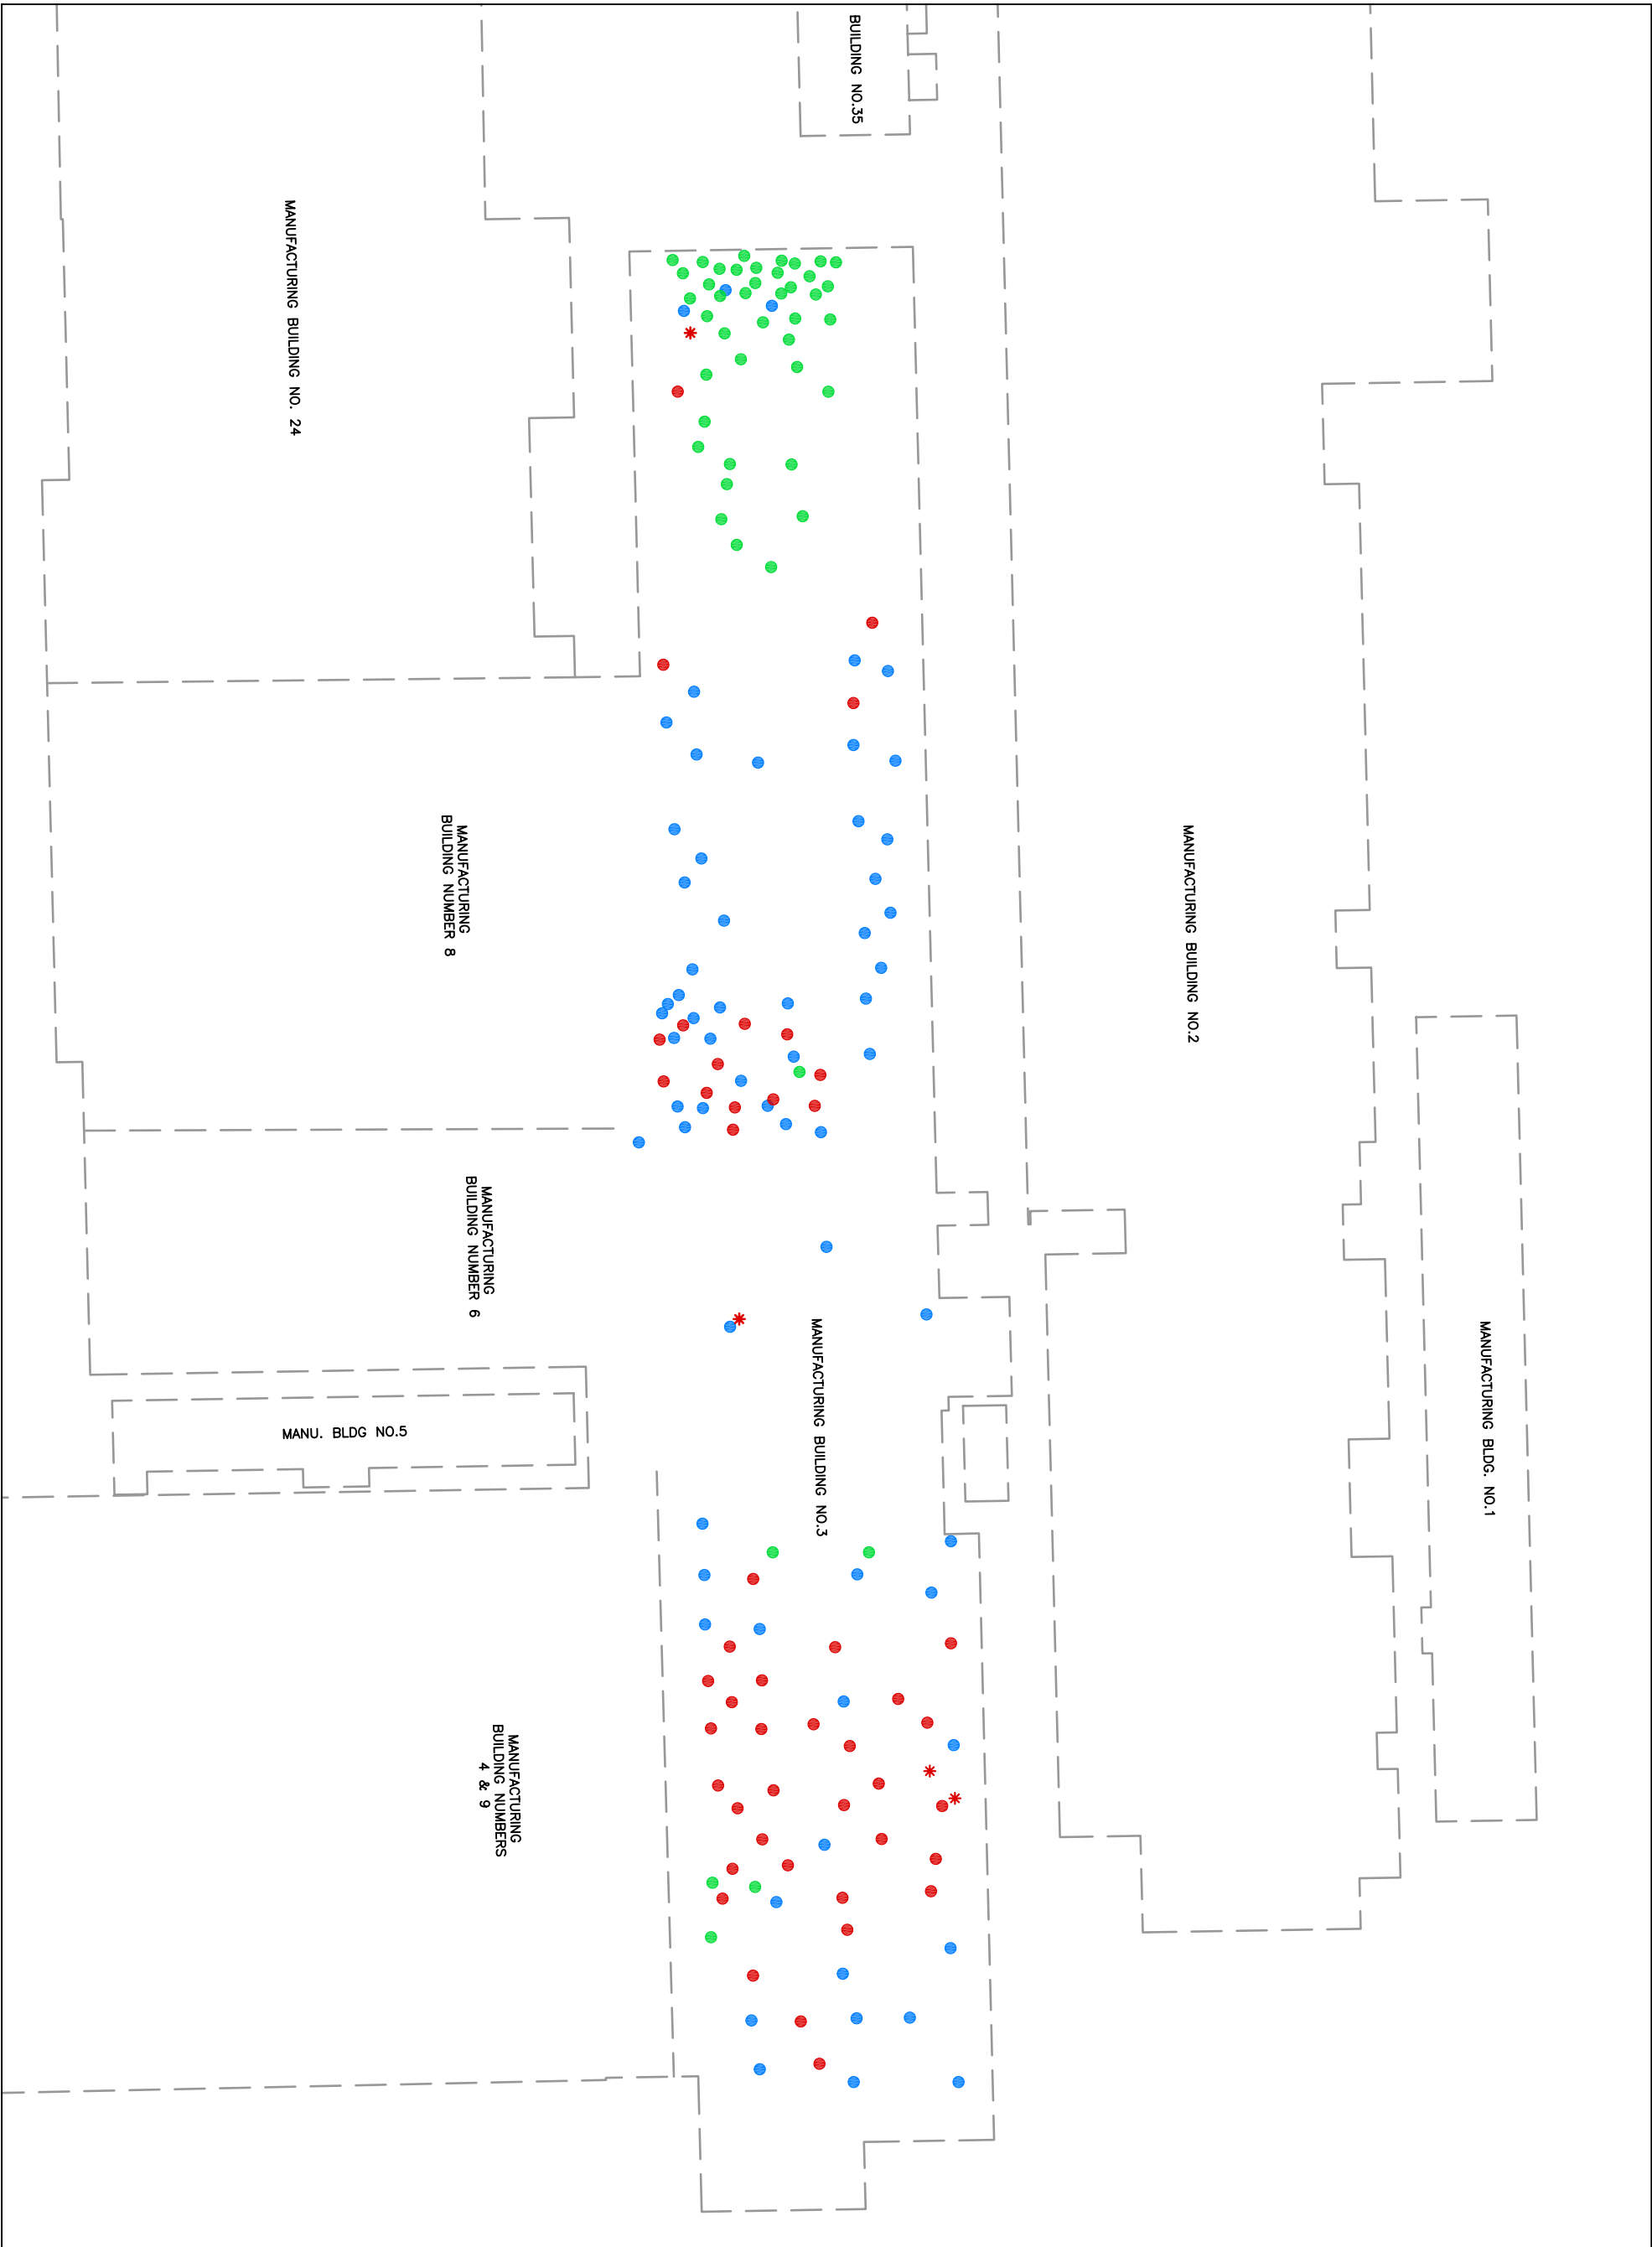 BUILDING NO.35
MANUFACTURING BUILDING NO. 24
MANUFACTURING BUILDING NO.2
MANUFACTURING
BUILDING NUMBER 8
MANUFACTURING
BUILDING NUMBER 6
MANUFACTURING BUILDING NO.3
MANUFACTURING BLDG. NO.1
MANU. BLDG NO.5
MANUFACTURING
BUILDING NUMBERS
4 & 9